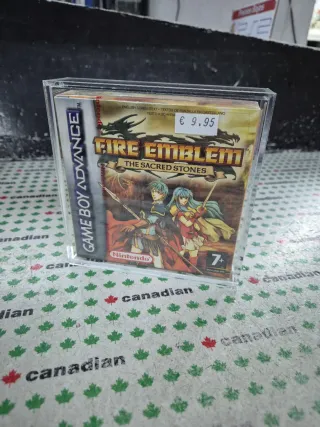 € 9.95
GAME BOY ADVANCE
FIRE EMBLEM
THE SACRED STONES
Nintendo
7+
canadian
canadian
canadian
canadian